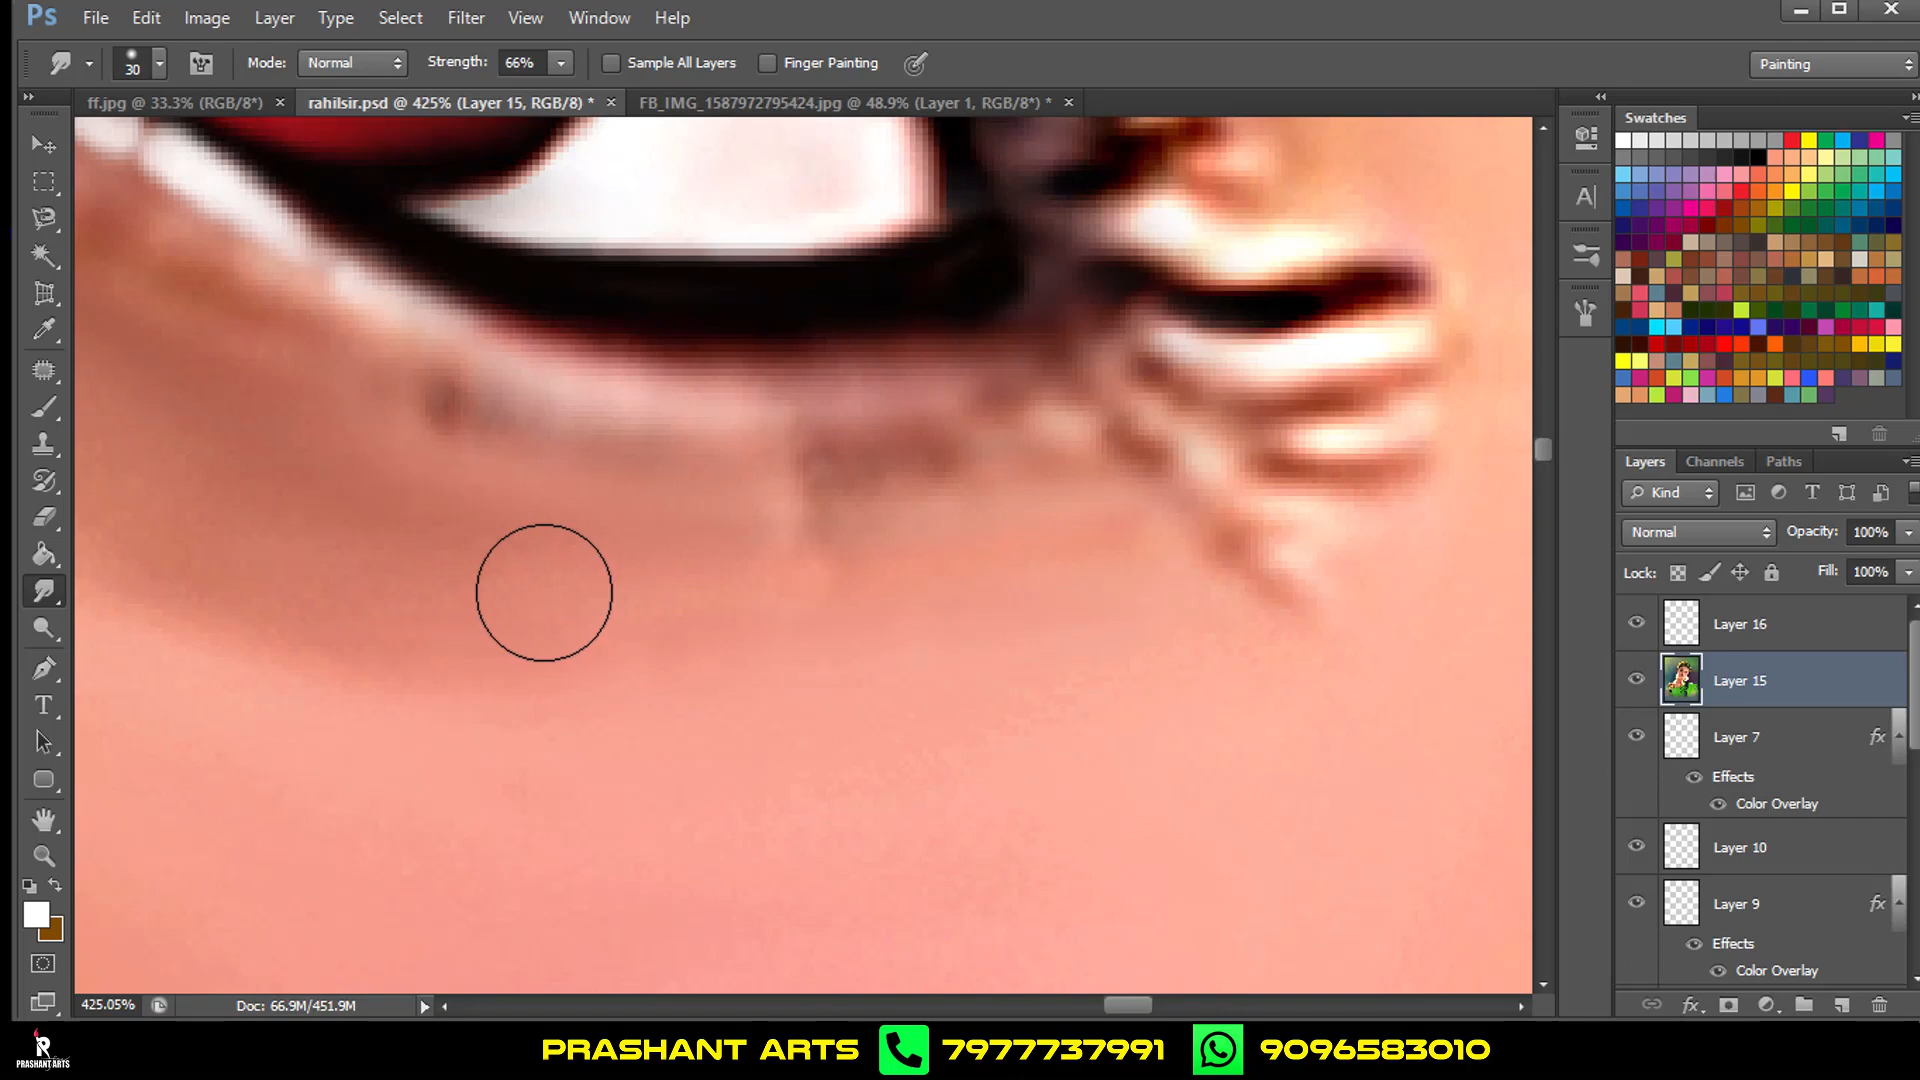 Ps File Edit Image Layer Type Select Filter View Window Help
30 Mode: Normal Strength: 66% Sample All Layers Finger Painting Painting
ff.jpg @ 33.3% (RGB/8*) × rahilsir.psd @ 425% (Layer 15, RGB/8) * × FB_IMG_1587972795424.jpg @ 48.9% (Layer 1, RGB/8*) * ×
Swatches
Layers Channels Paths
Kind
Normal Opacity: 100%
Lock: Fill: 100%
Layer 16
Layer 15
Layer 7 fx
Effects
Color Overlay
Layer 10
Layer 9 fx
Effects
Color Overlay
425.05% Doc: 66.9M/451.9M
PRASHANT ARTS PRASHANT ARTS 7977737991 9096583010